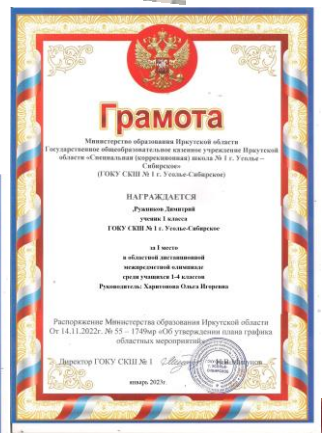 Грамота
Министерство образования Иркутской области
Государственное общеобразовательное казенное учреждение Иркутской
области «Специальная (коррекционная) школа № 1 г. Усолье –
Сибирское»
(ГОКУ СКШ № 1 г. Усолье-Сибирское)
НАГРАЖДАЕТСЯ
Ружников Димитрий
ученик 1 класса
ГОКУ СКШ № 1 г. Усолье-Сибирское
за I место
в областной дистанционной
межпредметной олимпиаде
среди учащихся 1-4 классов
Руководитель: Харитонова Ольга Игоревна
Распоряжение Министерства образования Иркутской области
От 14.11.2022г. № 55 – 1749мр «Об утверждении плана графика
областных мероприятий»
Директор ГОКУ СКШ № 1
январь 2023г.